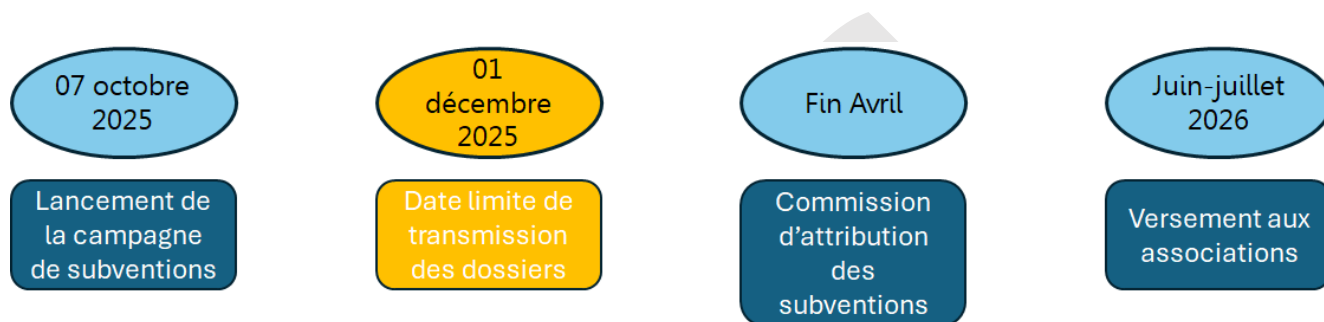 07 octobre
2025
Lancement de
la campagne
de subventions
01
décembre
2025
Date limite de
transmission
des dossiers
Fin Avril
Commission
d’attribution
des
subventions
Juin-juillet
2026
Versement aux
associations